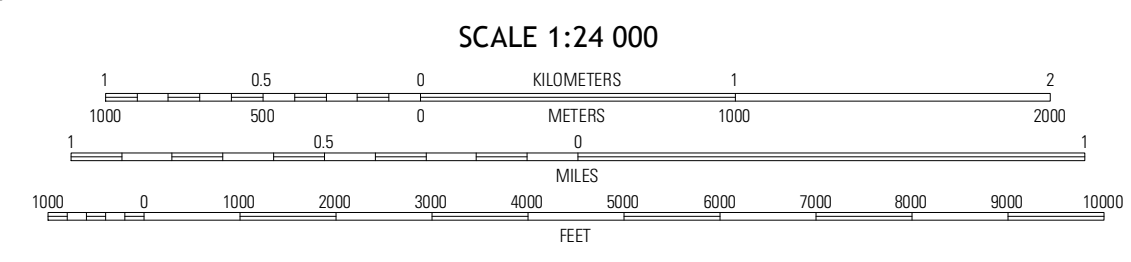 SCALE 1:24 000
1 0.5 0 KILOMETERS 1 2
1000 500 0 METERS 1000 2000
1 0.5 0 1
MILES
1000 0 1000 2000 3000 4000 5000 6000 7000 8000 9000 10000
FEET